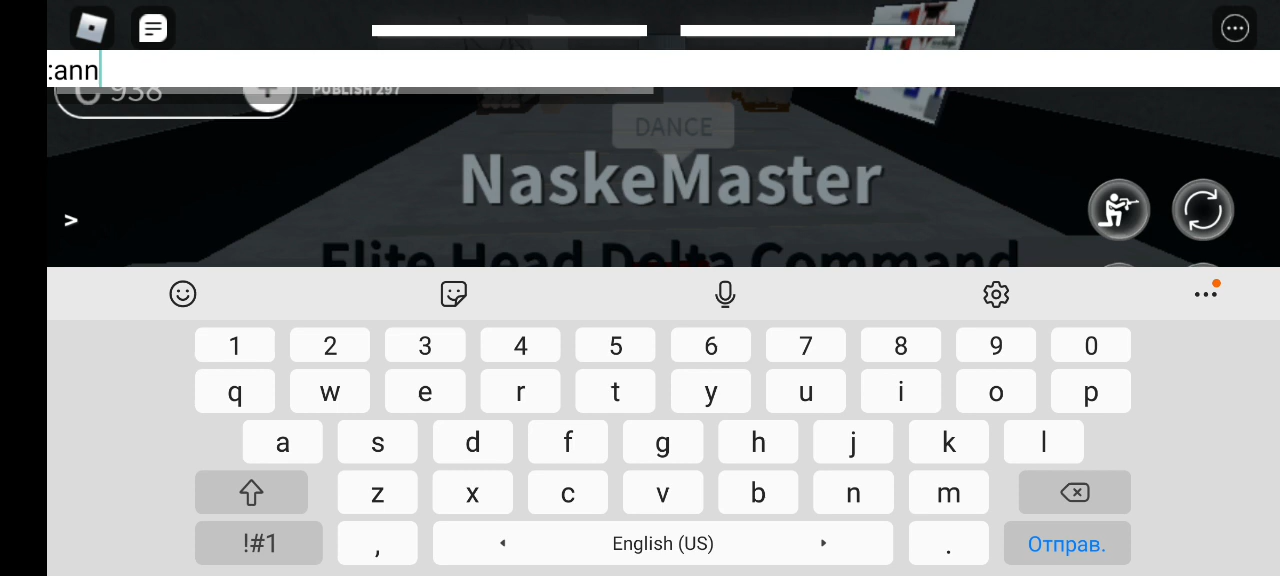 :ann
938
PUBLISH 297
DANCE
NaskeMaster
>
Elite Head Delta Command
1 2 3 4 5 6 7 8 9 0
q w e r t y u i o p
a s d f g h j k l
z x c v b n m
!#1 , English (US) . Отправ.